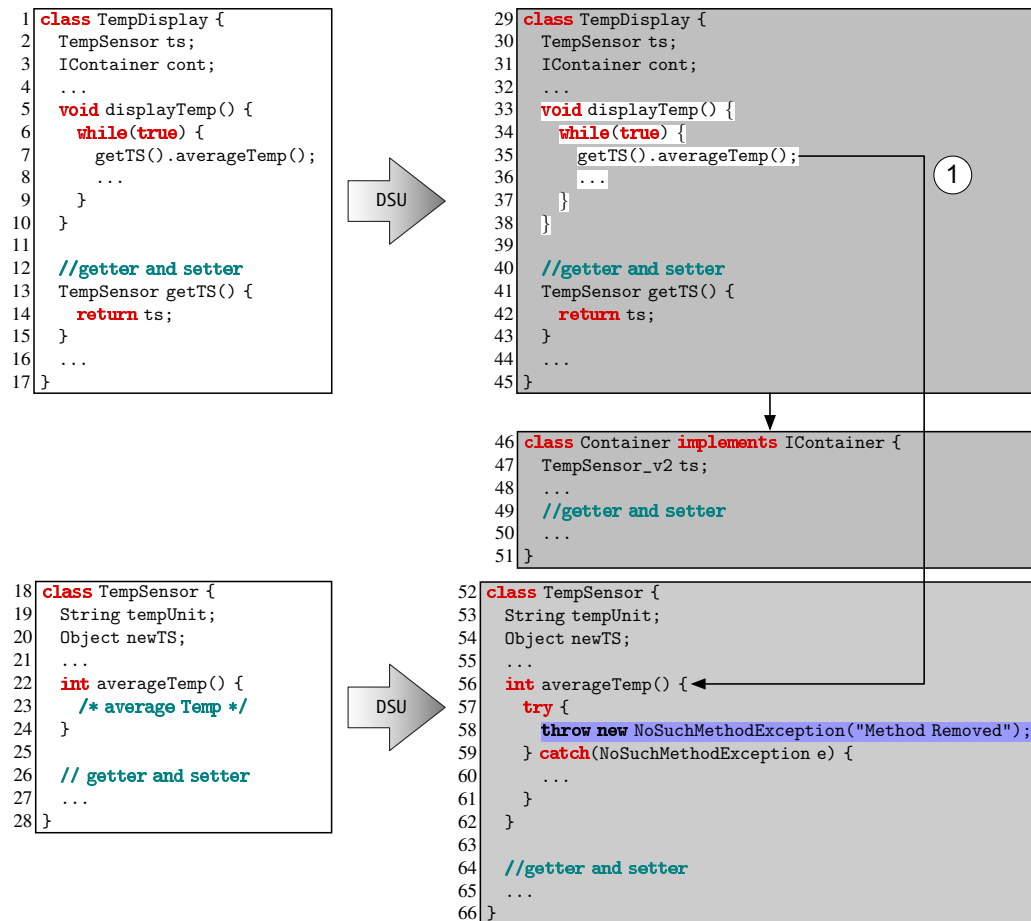 1 class TempDisplay {
2 TempSensor ts;
3 IContainer cont;
4 ...
5 void displayTemp() {
6 while(true) {
7 getTS().averageTemp();
8 ...
9 }
10 }
11
12 //getter and setter
13 TempSensor getTS() {
14 return ts;
15 }
16 ...
17 }
DSU
29 class TempDisplay {
30 TempSensor ts;
31 IContainer cont;
32 ...
33 void displayTemp() {
34 while(true) {
35 getTS().averageTemp();
36 ...
37 }
38 }
39
40 //getter and setter
41 TempSensor getTS() {
42 return ts;
43 }
44 ...
45 }
1
46 class Container implements IContainer {
47 TempSensor_v2 ts;
48 ...
49 //getter and setter
50 ...
51 }
18 class TempSensor {
19 String tempUnit;
20 Object newTS;
21 ...
22 int averageTemp() {
23 /* average Temp */
24 }
25
26 // getter and setter
27 ...
28 }
DSU
52 class TempSensor {
53 String tempUnit;
54 Object newTS;
55 ...
56 int averageTemp() {
57 try {
58 throw new NoSuchMethodException("Method Removed");
59 } catch(NoSuchMethodException e) {
60 ...
61 }
62 }
63
64 //getter and setter
65 ...
66 }